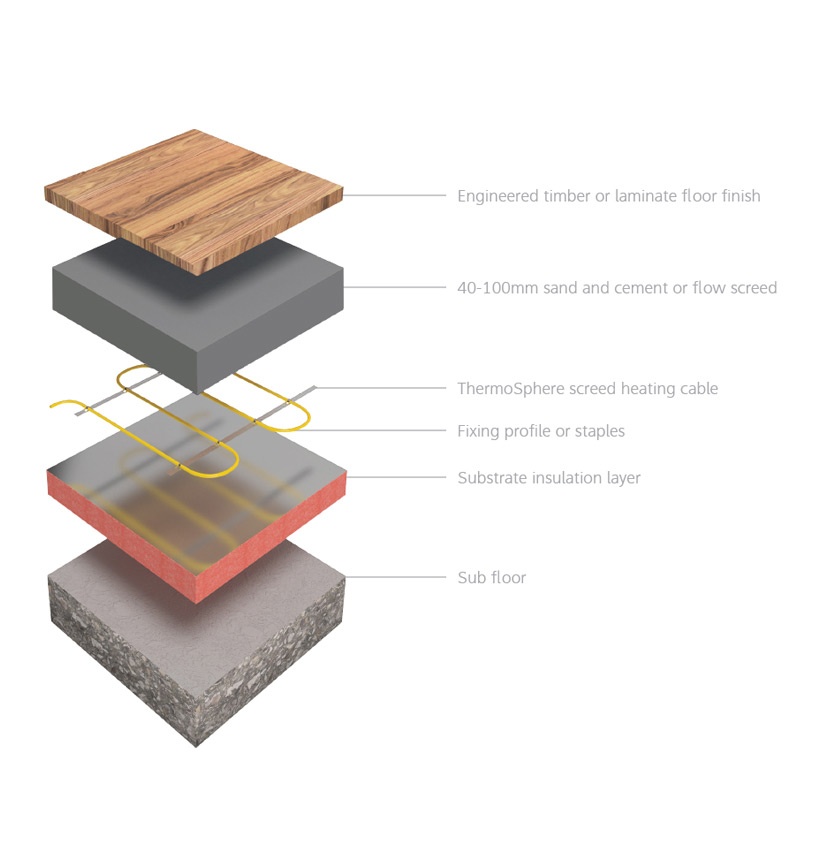 Engineered timber or laminate floor finish
40-100mm sand and cement or flow screed
ThermoSphere screed heating cable
Fixing profile or staples
Substrate insulation layer
Sub floor